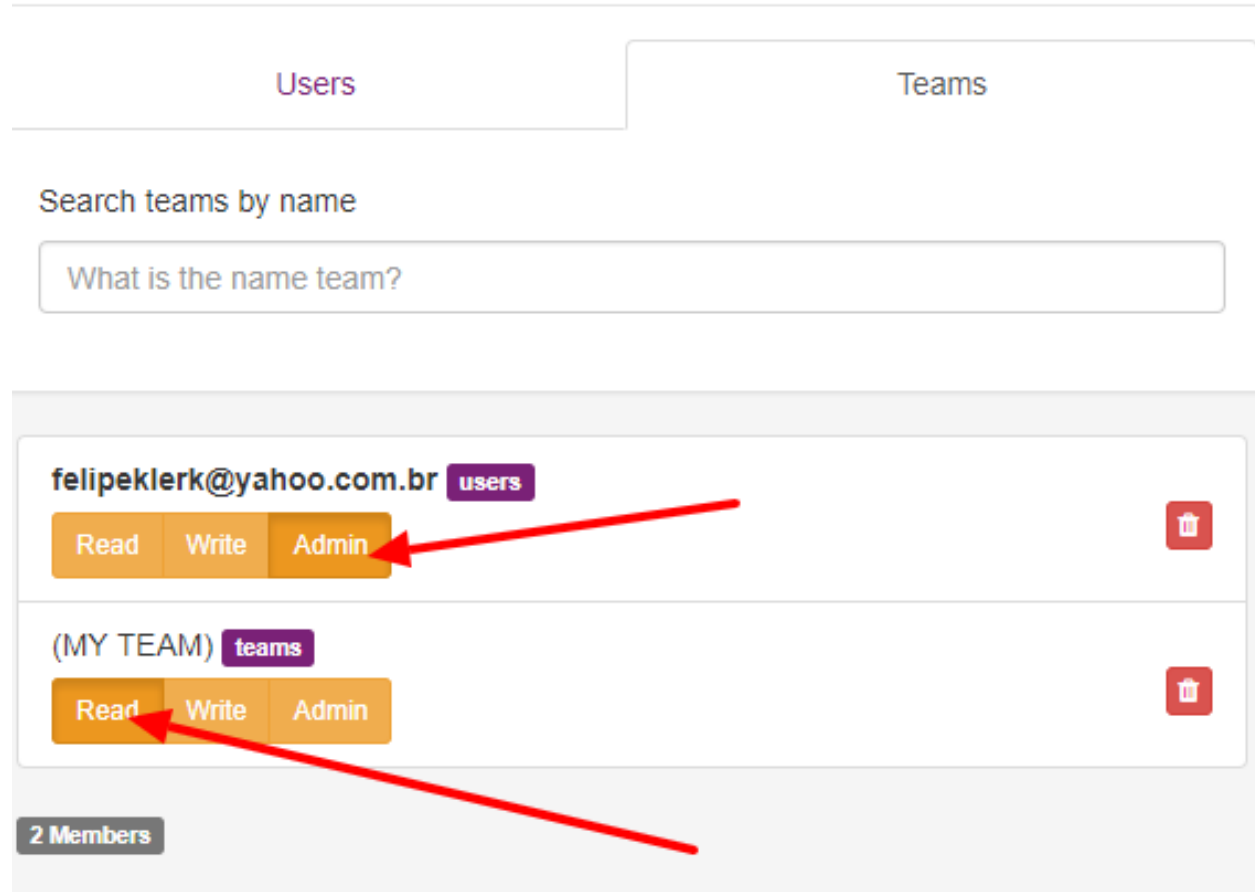 Users Teams
Search teams by name
What is the name team?
felipeklerk@yahoo.com.br users
Read Write Admin
(MY TEAM) teams
Read Write Admin
2 Members